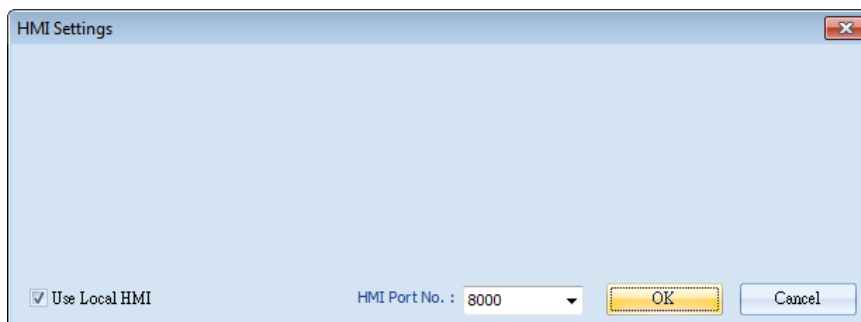 HMI Settings
Use Local HMI HMI Port No. : 8000 OK Cancel